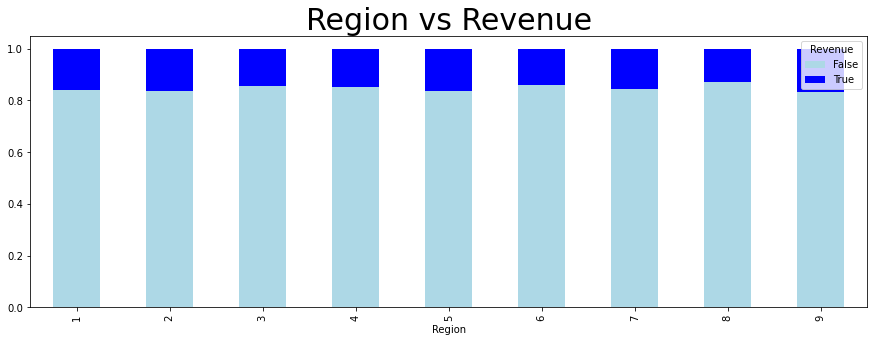 Region vs Revenue
1.0
0.8
0.6
0.4
0.2
0.0
Revenue
False
True
1 2 3 4 5 6 7 8 9
Region